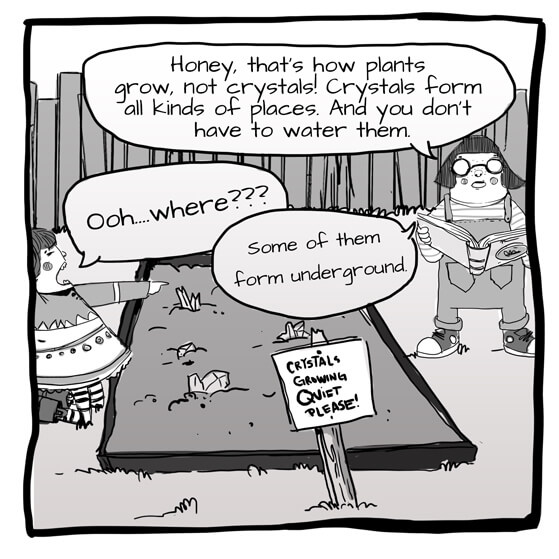 Honey, that's how plants
grow, not crystals! Crystals form
all kinds of places. And you don't
have to water them.
Ooh....where???
Some of them
form underground.
CRYSTALS
GROWING
QUIET
PLEASE!